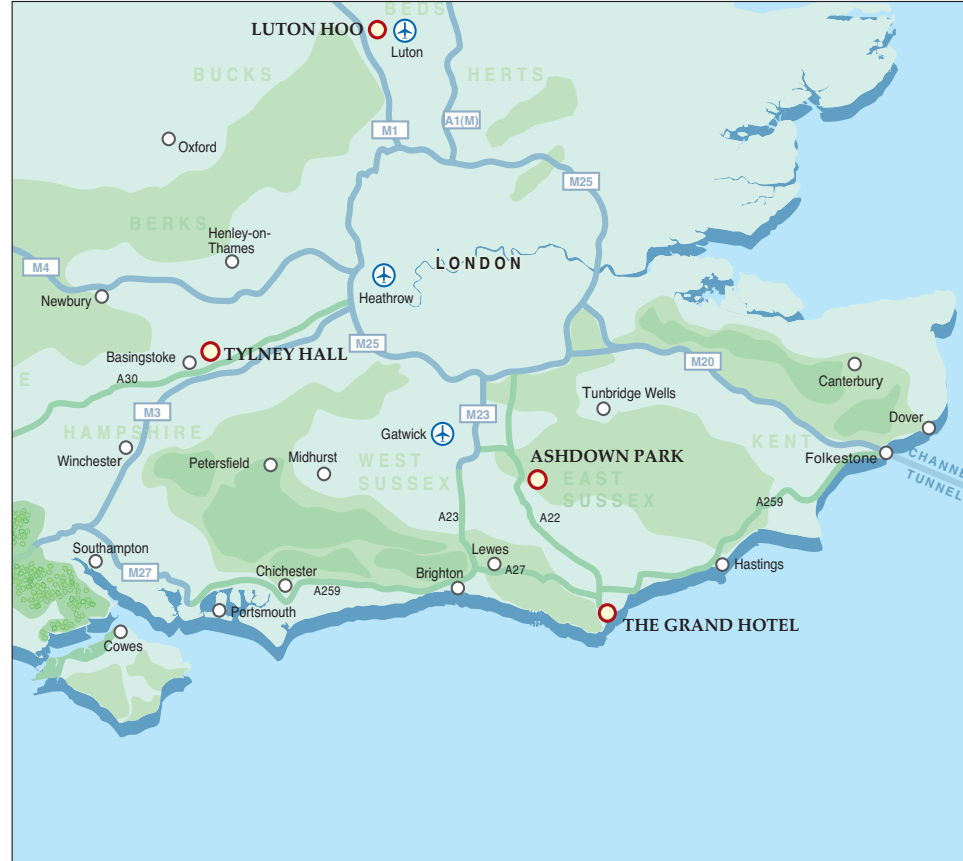 BEDS
LUTON HOO
Luton
BUCKS
HERTS
A1(M)
M1
Oxford
M25
BERKS
Henley-on-
Thames
LONDON
M4
Heathrow
Newbury
M25
Basingstoke
TYLNEY HALL
M20
E
A30
Canterbury
Tunbridge Wells
M3
M23
Dover
HAMPSHIRE
Gatwick
KENT
Winchester
Midhurst
WEST
SUSSEX
Petersfield
ASHDOWN PARK
Folkestone
CHANNE
TUNNEL
EAST
SUSSEX
A259
A23
A22
Southampton
Lewes
A27
Hastings
M27
Chichester
A259
Brighton
Portsmouth
THE GRAND HOTEL
Cowes